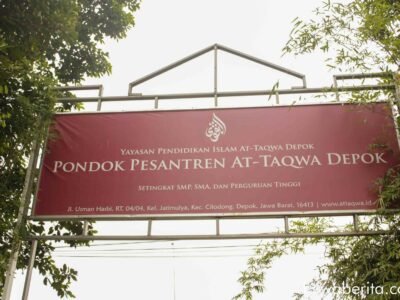 YAYASAN PENDIDIKAN ISLAM AT-TAQWA DEPOK
PONDOK PESANTREN AT-TAQWA DEPOK
SETINGKAT SMP, SMA, DAN PERGURUAN TINGGI
Jl. Usman Habi, RT. 04/04, Kel. Jatimulya, Kec. Cilodong, Depok, Jawa Barat, 16413 | www.attaqwa.id